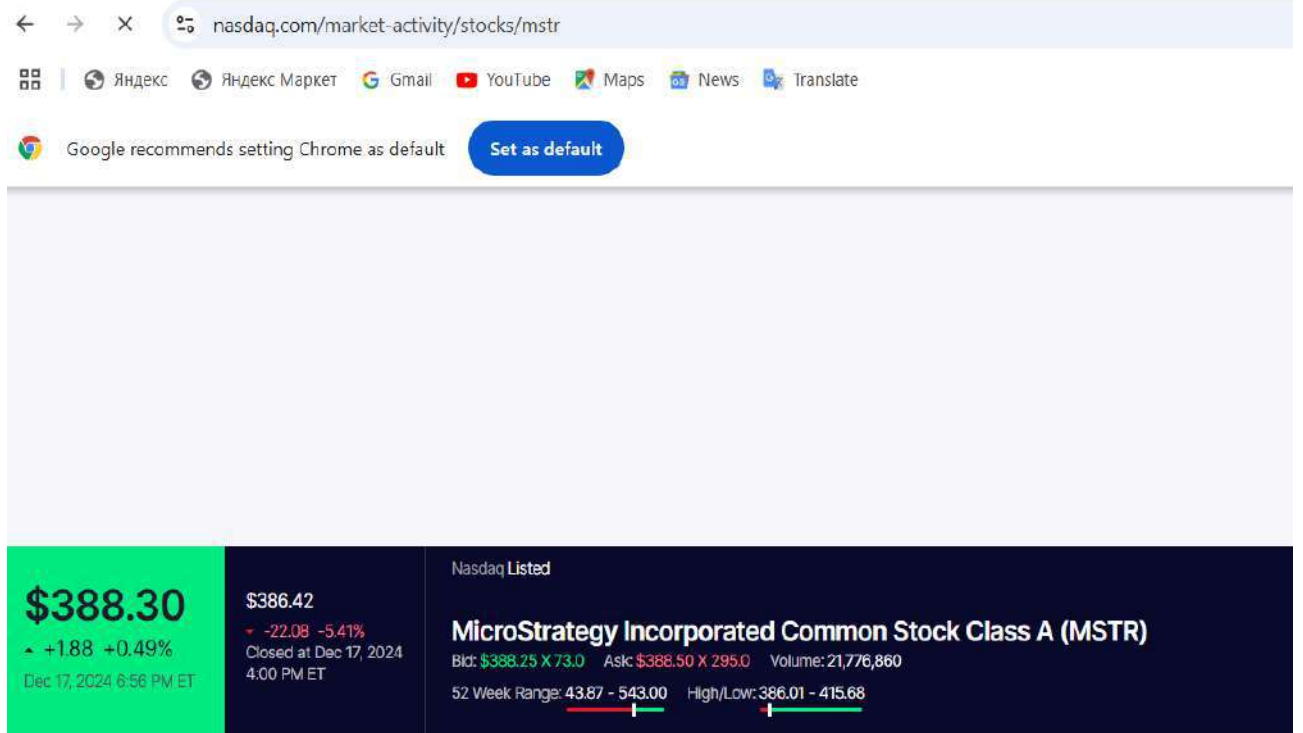 nasdaq.com/market-activity/stocks/mstr
Яндекс Яндекс Маркет Gmail YouTube Maps News Translate
Google recommends setting Chrome as default Set as default
$388.30
+1.88 +0.49%
Dec 17, 2024 6:56 PM ET
$386.42
-22.08 -5.41%
Closed at Dec 17, 2024
4:00 PM ET
Nasdaq Listed
MicroStrategy Incorporated Common Stock Class A (MSTR)
Bid: $388.25 X 73.0 Ask: $388.50 X 295.0 Volume: 21,776,860
52 Week Range: 43.87 - 543.00 High/Low: 386.01 - 415.68